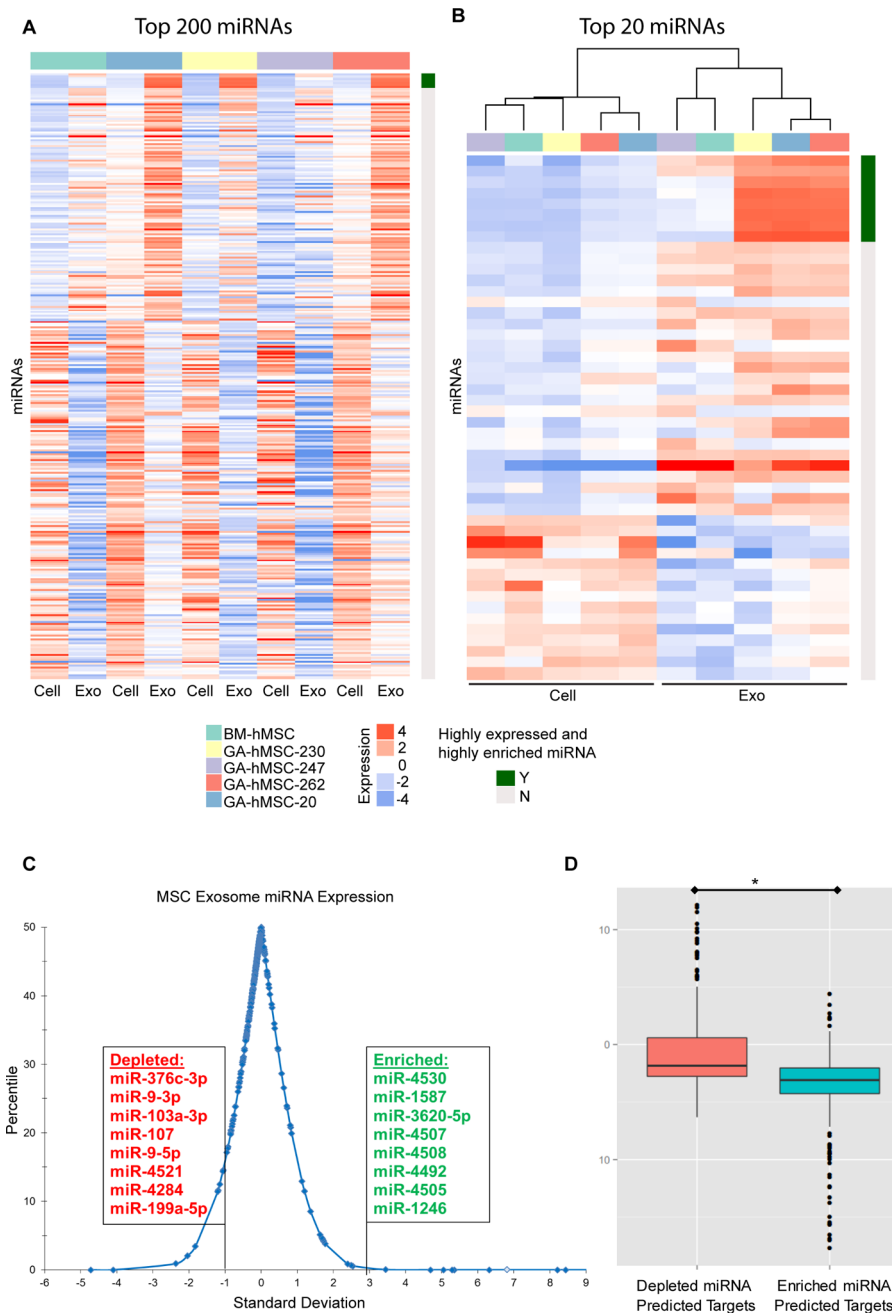 A
Top 200 miRNAs
miRNAs
Cell Exo Cell Exo Cell Exo Cell Exo Cell Exo
B
Top 20 miRNAs
miRNAs
Cell
Exo
BM-hMSC
GA-hMSC-230
GA-hMSC-247
GA-hMSC-262
GA-hMSC-20
Expression
4
2
0
-2
-4
Highly expressed and
highly enriched miRNA
Y
N
C
MSC Exosome miRNA Expression
Percentile
50
40
30
20
10
0
Depleted:
miR-376c-3p
miR-9-3p
miR-103a-3p
miR-107
miR-9-5p
miR-4521
miR-4284
miR-199a-5p
Enriched:
miR-4530
miR-1587
miR-3620-5p
miR-4507
miR-4508
miR-4492
miR-4505
miR-1246
-6 -5 -4 -3 -2 -1 0 1 2 3 4 5 6 7 8 9
Standard Deviation
D
*
10
0
10
Depleted miRNA
Predicted Targets
Enriched miRNA
Predicted Targets